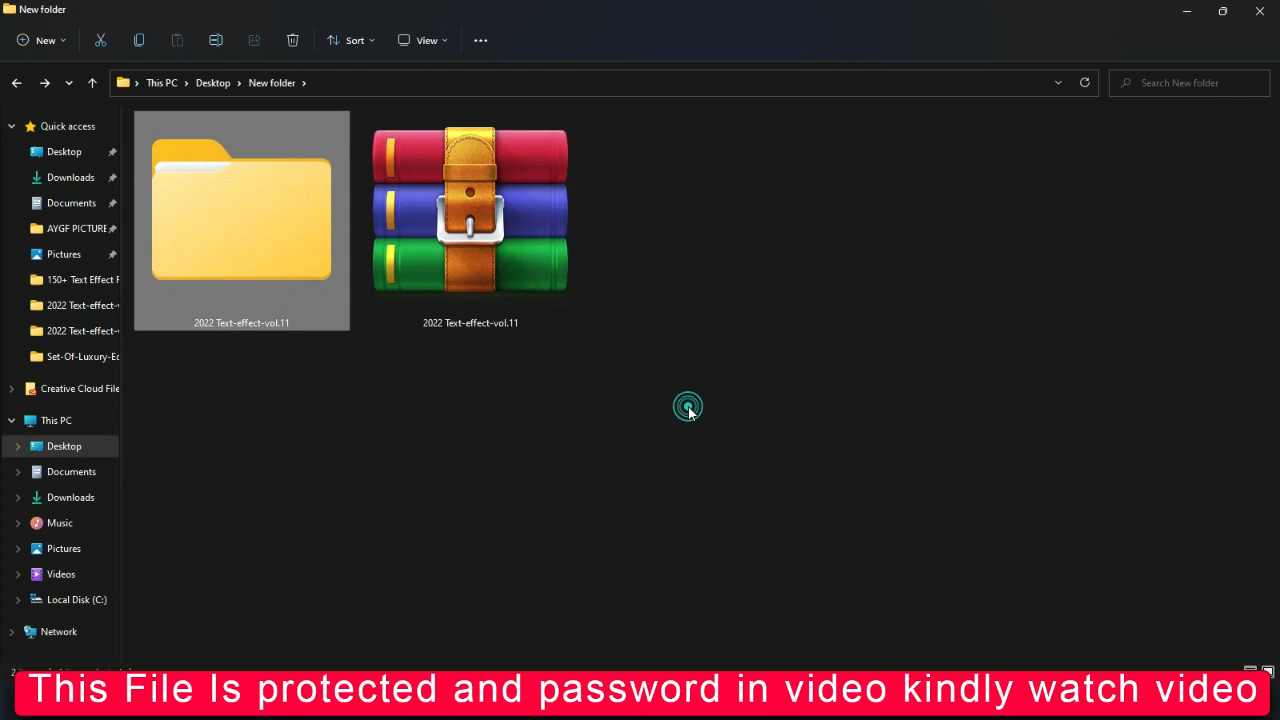 New folder
New
Sort
View
This PC
Desktop
New folder
Search New folder
Quick access
Desktop
Downloads
Documents
AYGF PICTURE
Pictures
150+ Text Effect
2022 Text-effect-
2022 Text-effect-
Set-Of-Luxury-Ed
Creative Cloud File
This PC
Desktop
Documents
Downloads
Music
Pictures
Videos
Local Disk (C:)
Network
2022 Text-effect-vol.11
2022 Text-effect-vol.11
This File Is protected and password in video kindly watch video